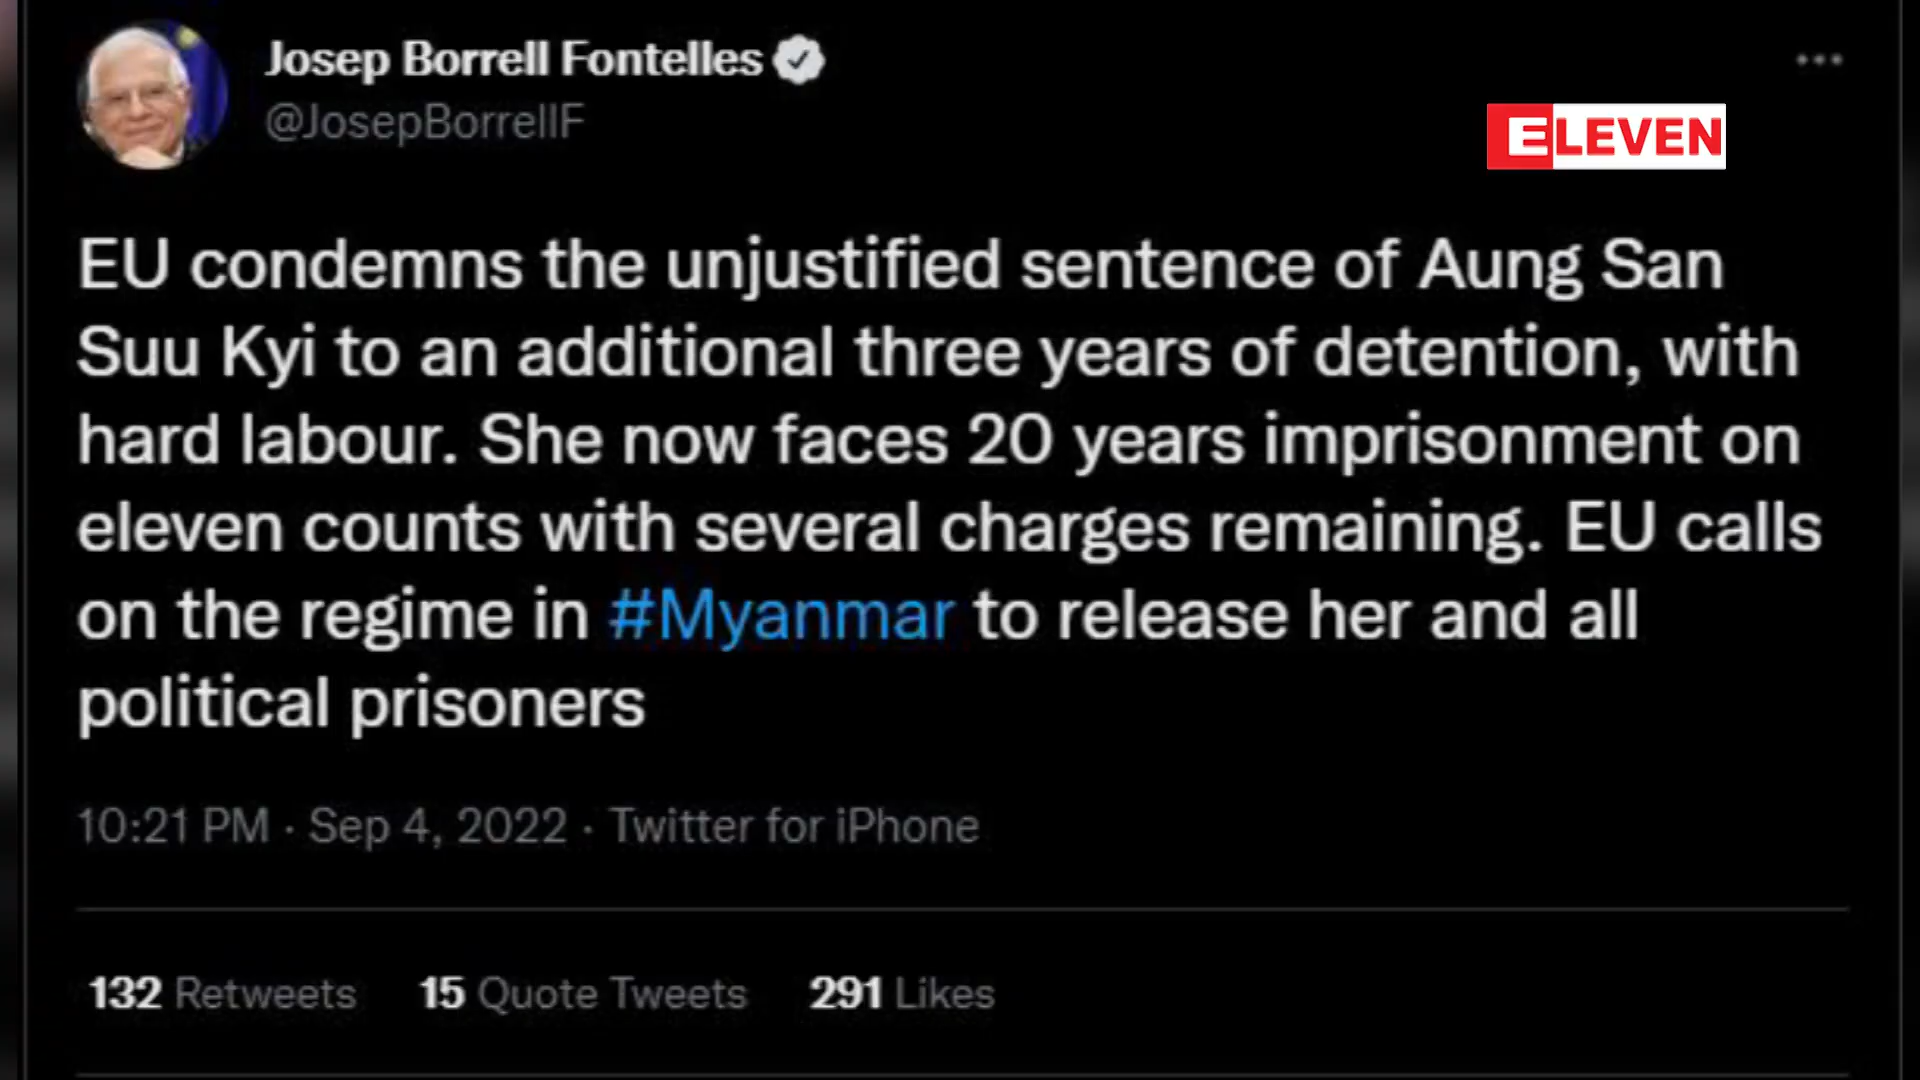 Josep Borrell Fontelles
@JosepBorrellF
ELEVEN
EU condemns the unjustified sentence of Aung San
Suu Kyi to an additional three years of detention, with
hard labour. She now faces 20 years imprisonment on
eleven counts with several charges remaining. EU calls
on the regime in #Myanmar to release her and all
political prisoners
10:21 PM · Sep 4, 2022 · Twitter for iPhone
132 Retweets 15 Quote Tweets 291 Likes